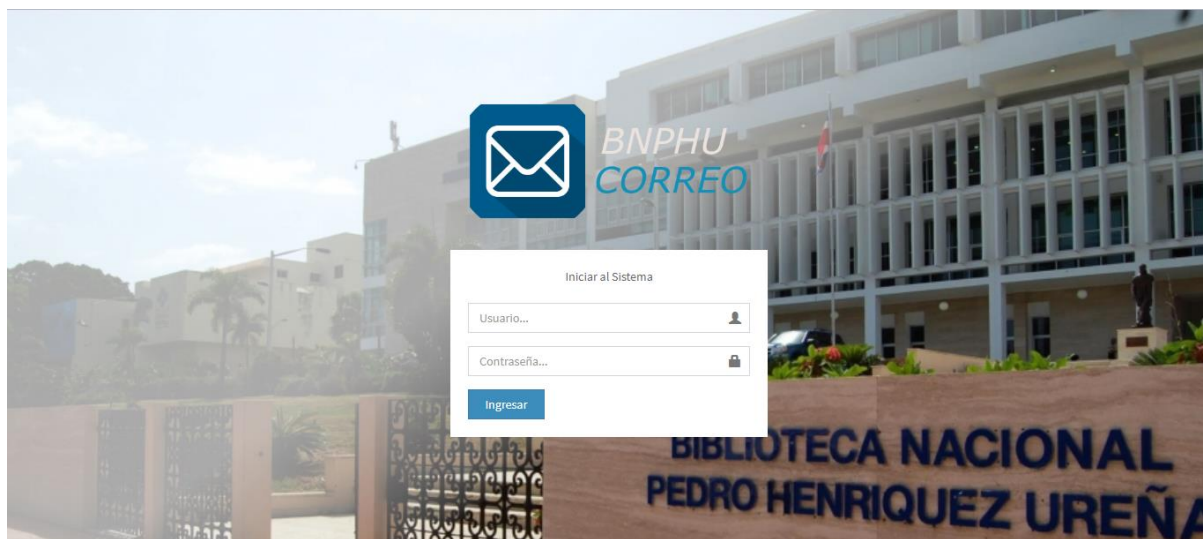 BNPHU
CORREO
Iniciar al Sistema
Usuario...
Contraseña...
Ingresar
BIBLIOTECA NACIONAL
PEDRO HENRIQUEZ UREÑA